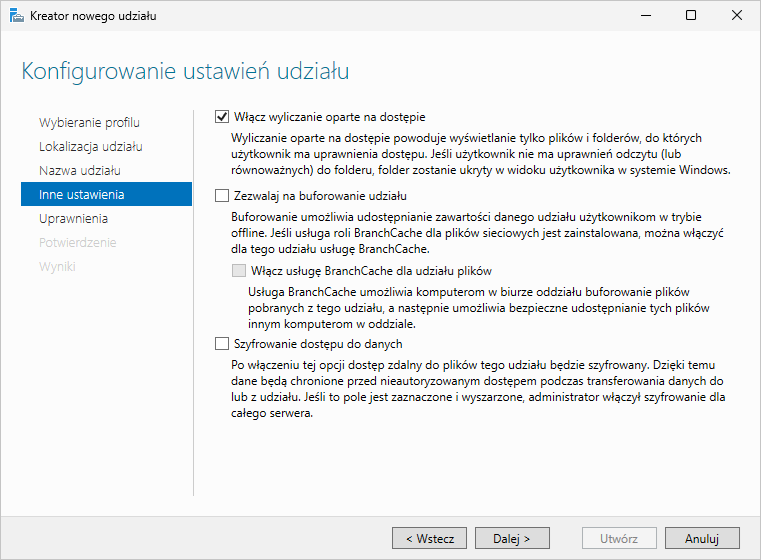 Kreator nowego udziału
Konfigurowanie ustawień udziału
Wybieranie profilu
Lokalizacja udziału
Nazwa udziału
Inne ustawienia
Uprawnienia
Potwierdzenie
Wyniki
Włącz wyliczanie oparte na dostępie
Wyliczanie oparte na dostępie powoduje wyświetlanie tylko plików i folderów, do których
użytkownik ma uprawnienia dostępu. Jeśli użytkownik nie ma uprawnień odczytu (lub
równoważnych) do folderu, folder zostanie ukryty w widoku użytkownika w systemie Windows.
Zezwalaj na buforowanie udziału
Buforowanie umożliwia udostępnianie zawartości danego udziału użytkownikom w trybie
offline. Jeśli usługa roli BranchCache dla plików sieciowych jest zainstalowana, można włączyć
dla tego udziału usługę BranchCache.
Włącz usługę BranchCache dla udziału plików
Usługa BranchCache umożliwia komputerom w biurze oddziału buforowanie plików
pobranych z tego udziału, a następnie umożliwia bezpieczne udostępnianie tych plików
innym komputerom w oddziale.
Szyfrowanie dostępu do danych
Po włączeniu tej opcji dostęp zdalny do plików tego udziału będzie szyfrowany. Dzięki temu
dane będą chronione przed nieautoryzowanym dostępem podczas transferowania danych do
lub z udziału. Jeśli to pole jest zaznaczone i wyszarzone, administrator włączył szyfrowanie dla
całego serwera.
< Wstecz
Dalej >
Utwórz
Anuluj